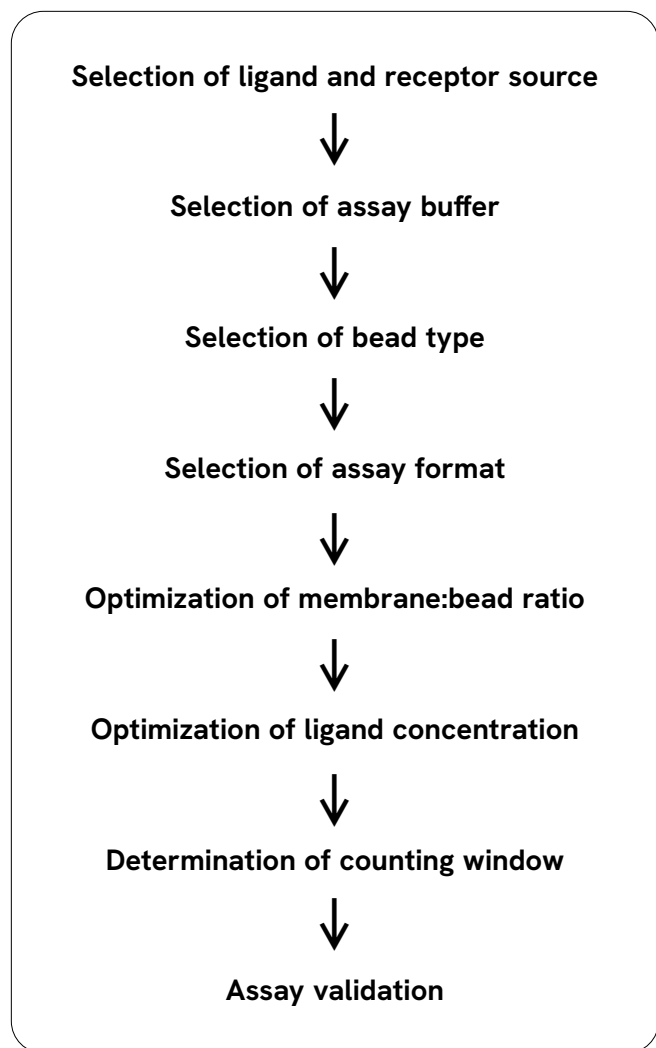 Selection of ligand and receptor source
Selection of assay buffer
Selection of bead type
Selection of assay format
Optimization of membrane:bead ratio
Optimization of ligand concentration
Determination of counting window
Assay validation